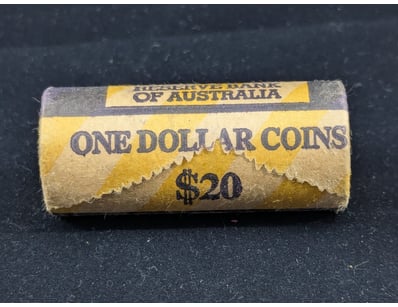 RESERVE BANK
OF AUSTRALIA
ONE DOLLAR COINS
$20